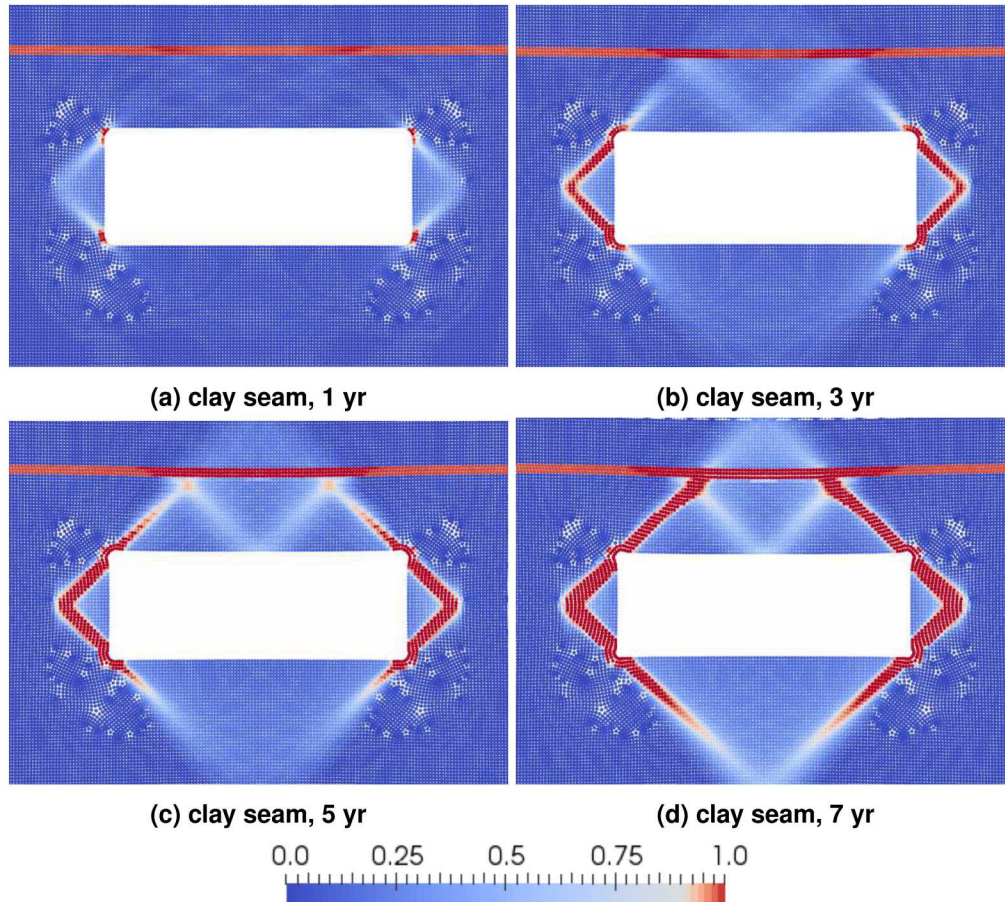 (a) clay seam, 1 yr
(b) clay seam, 3 yr
(c) clay seam, 5 yr
(d) clay seam, 7 yr
0.0 0.25 0.5 0.75 1.0